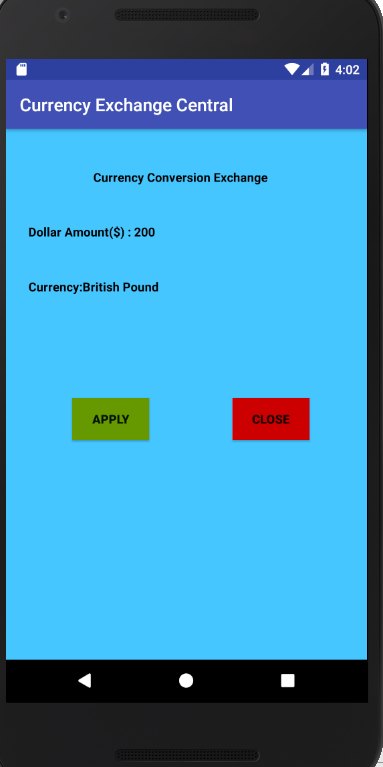 4:02
Currency Exchange Central
Currency Conversion Exchange
Dollar Amount($) : 200
Currency:British Pound
APPLY CLOSE